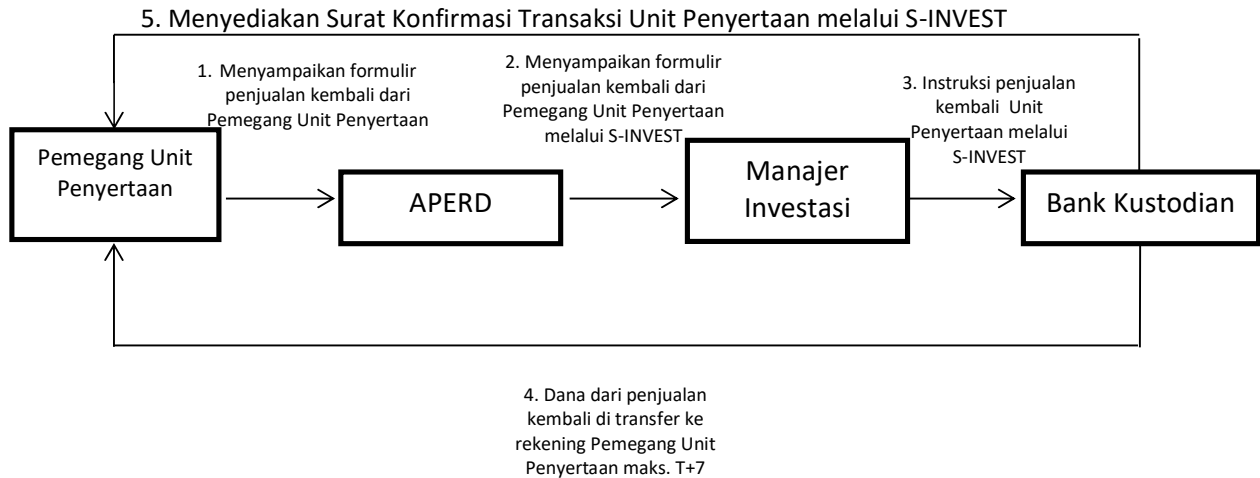 5. Menyediakan Surat Konfirmasi Transaksi Unit Penyertaan melalui S-INVEST
1. Menyampaikan formulir
penjualan kembali dari
Pemegang Unit Penyertaan
2. Menyampaikan formulir
penjualan kembali dari
Pemegang Unit Penyertaan
melalui S-INVEST
3. Instruksi penjualan
kembali Unit
Penyertaan melalui
S-INVEST
Pemegang Unit
Penyertaan
APERD
Manajer
Investasi
Bank Kustodian
4. Dana dari penjualan
kembali di transfer ke
rekening Pemegang Unit
Penyertaan maks. T+7